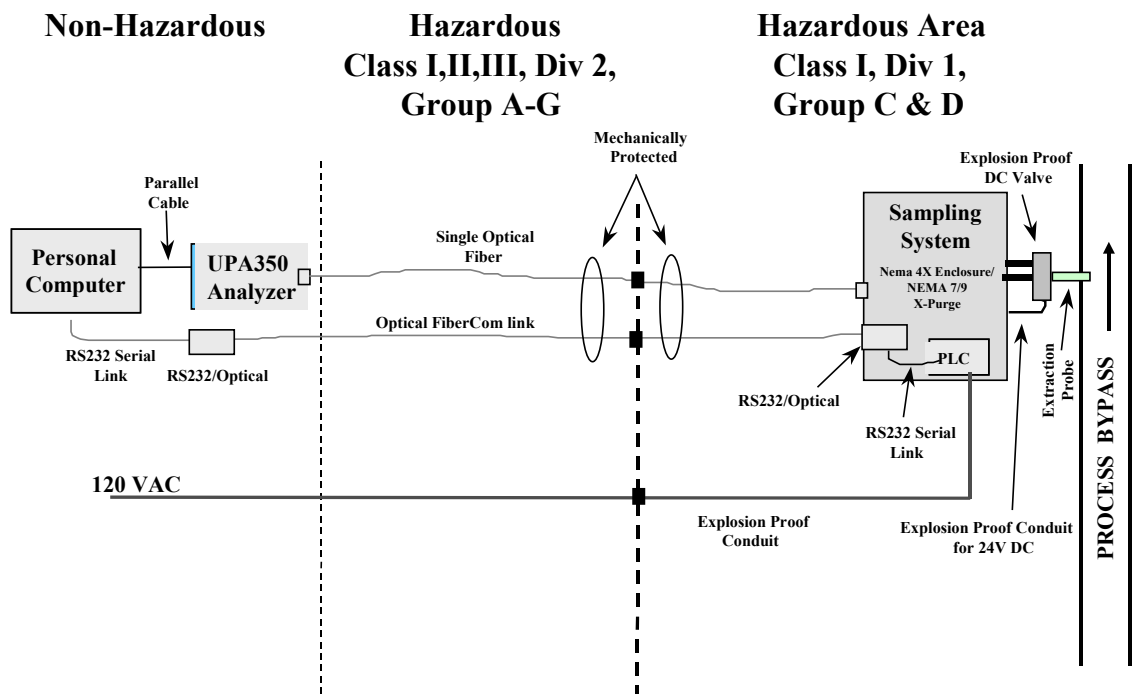 Non-Hazardous
Hazardous
Class I,II,III, Div 2,
Group A-G
Hazardous Area
Class I, Div 1,
Group C & D
Mechanically
Protected
Explosion Proof
DC Valve
Parallel
Cable
Personal
Computer
UPA350
Analyzer
Single Optical
Fiber
Sampling
System
Nema 4X Enclosure/
NEMA 7/9
X-Purge
Optical FiberCom link
RS232 Serial
Link
RS232/Optical
PLC
RS232/Optical
RS232 Serial
Link
Extraction
Probe
PROCESS BYPASS
120 VAC
Explosion Proof
Conduit
Explosion Proof Conduit
for 24V DC